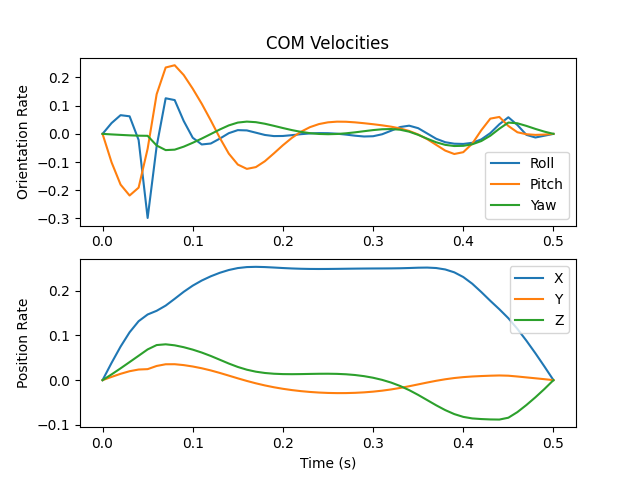 COM Velocities
Orientation Rate
0.2
0.1
0.0
−0.1
−0.2
−0.3
Roll
Pitch
Yaw
0.0 0.1 0.2 0.3 0.4 0.5
Position Rate
0.2
0.1
0.0
−0.1
X
Y
Z
0.0 0.1 0.2 0.3 0.4 0.5
Time (s)